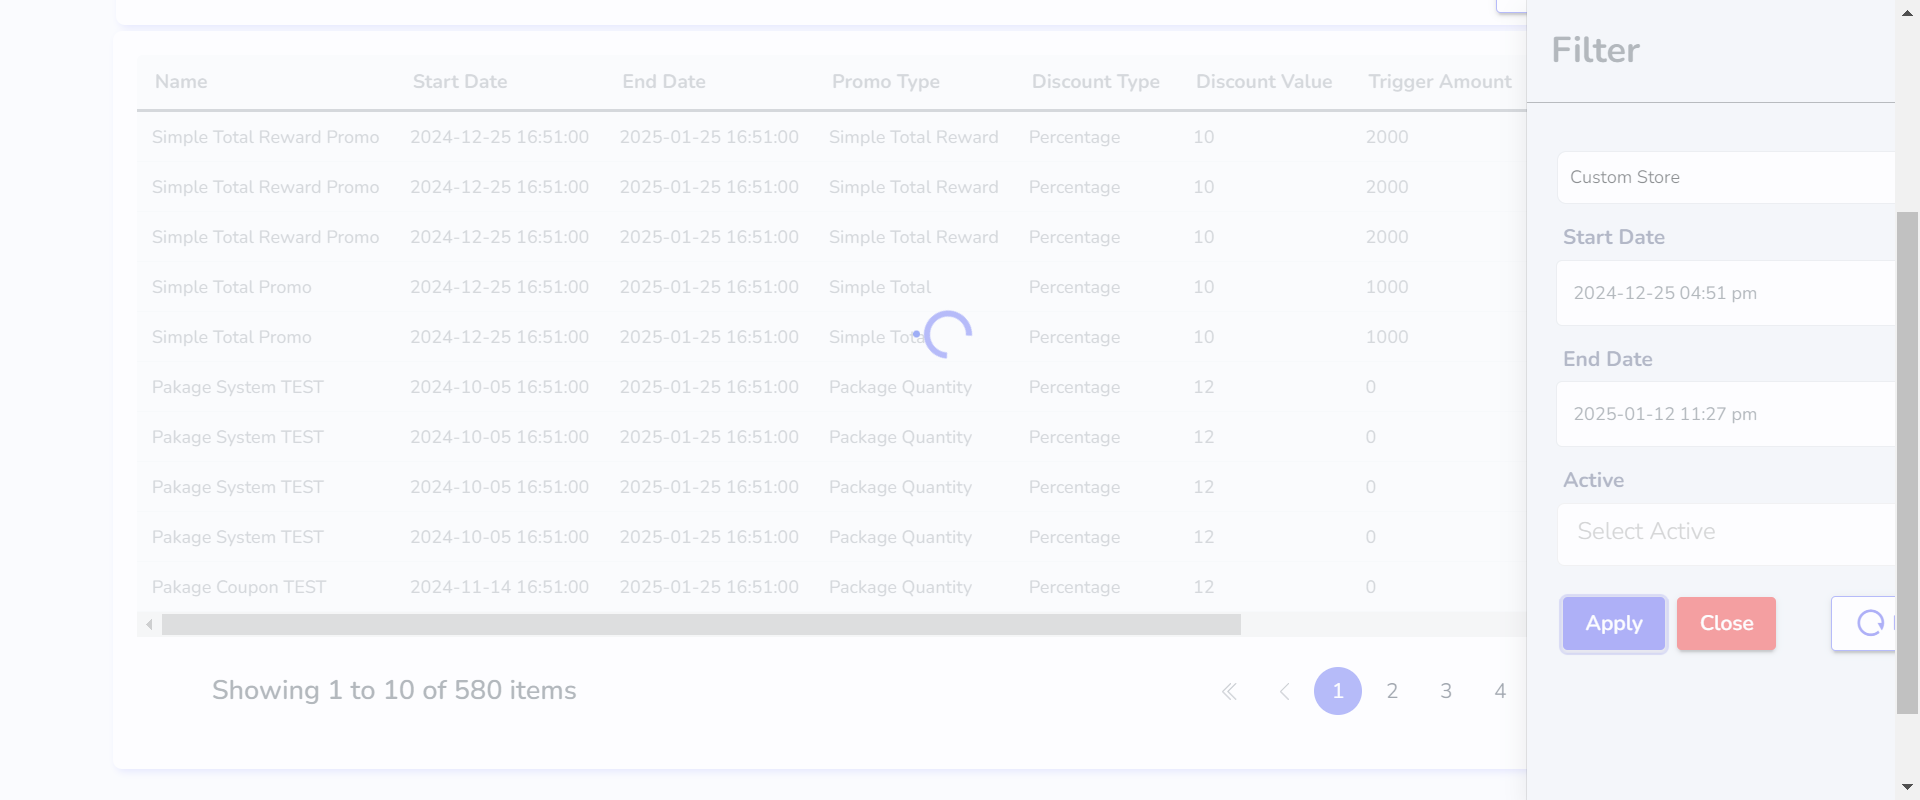 Name Start Date End Date Promo Type Discount Type Discount Value Trigger Amount
Simple Total Reward Promo 2024-12-25 16:51:00 2025-01-25 16:51:00 Simple Total Reward Percentage 10 2000
Simple Total Reward Promo 2024-12-25 16:51:00 2025-01-25 16:51:00 Simple Total Reward Percentage 10 2000
Simple Total Reward Promo 2024-12-25 16:51:00 2025-01-25 16:51:00 Simple Total Reward Percentage 10 2000
Simple Total Promo 2024-12-25 16:51:00 2025-01-25 16:51:00 Simple Total Percentage 10 1000
Simple Total Promo 2024-12-25 16:51:00 2025-01-25 16:51:00 Simple Total Percentage 10 1000
Pakage System TEST 2024-10-05 16:51:00 2025-01-25 16:51:00 Package Quantity Percentage 12 0
Pakage System TEST 2024-10-05 16:51:00 2025-01-25 16:51:00 Package Quantity Percentage 12 0
Pakage System TEST 2024-10-05 16:51:00 2025-01-25 16:51:00 Package Quantity Percentage 12 0
Pakage System TEST 2024-10-05 16:51:00 2025-01-25 16:51:00 Package Quantity Percentage 12 0
Pakage Coupon TEST 2024-11-14 16:51:00 2025-01-25 16:51:00 Package Quantity Percentage 12 0
Showing 1 to 10 of 580 items
1 2 3 4
Filter
Custom Store
Start Date
2024-12-25 04:51 pm
End Date
2025-01-12 11:27 pm
Active
Select Active
Apply Close